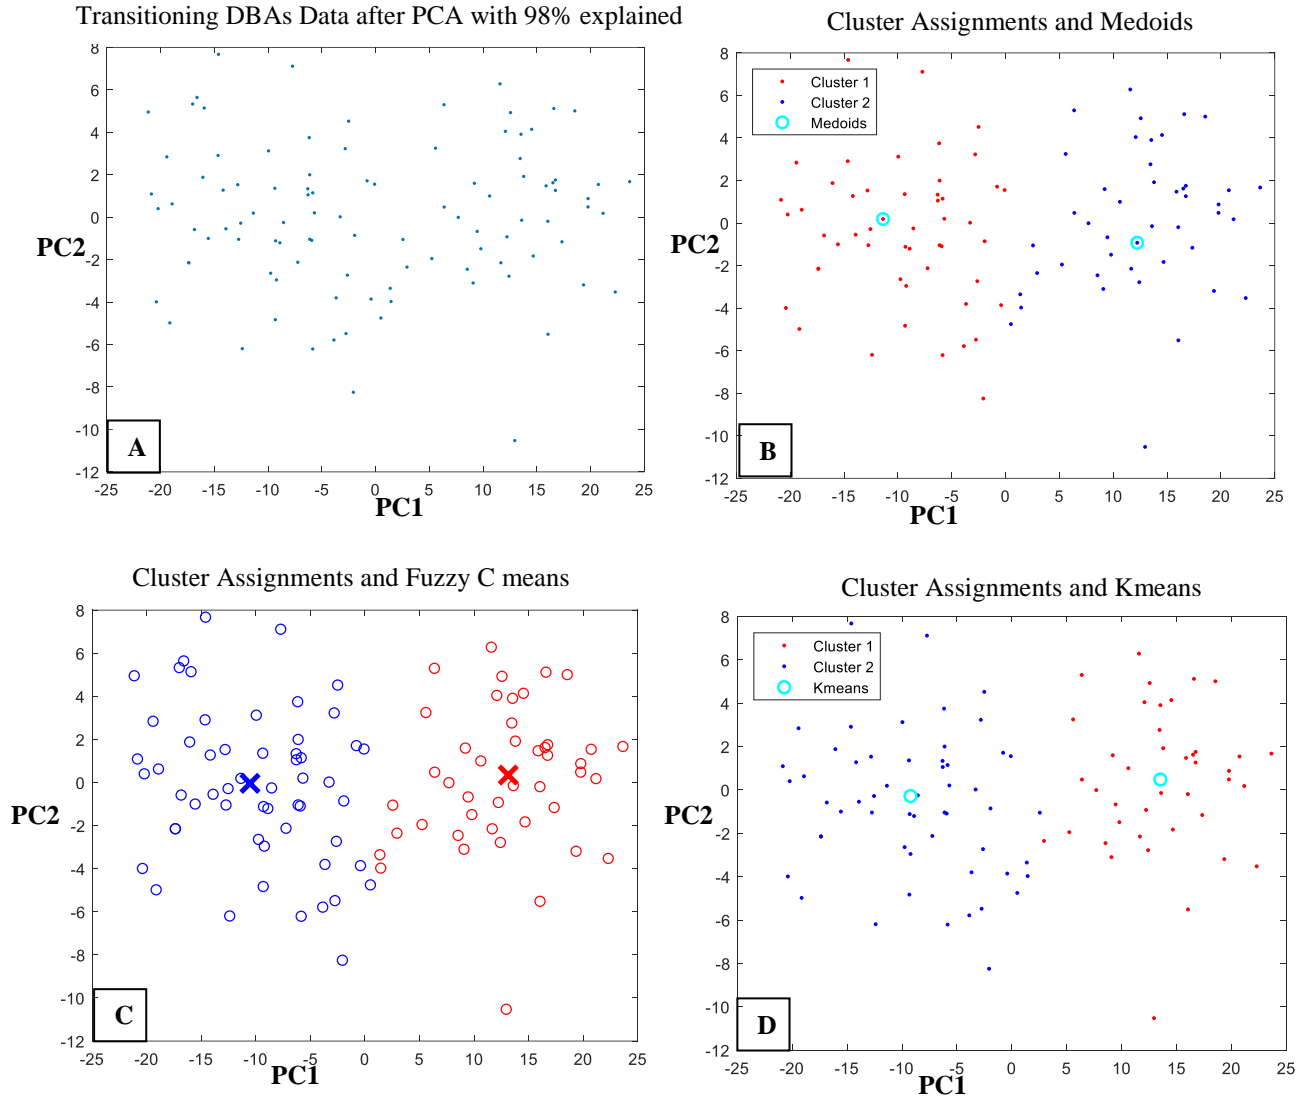 Transitioning DBAs Data after PCA with 98% explained
8
6
4
2
0
-2
-4
-6
-8
-10
-12
PC2
A
-25 -20 -15 -10 -5 0 5 10 15 20 25
PC1
Cluster Assignments and Medoids
8
6
4
2
0
-2
-4
-6
-8
-10
-12
PC2
Cluster 1
Cluster 2
Medoids
B
-25 -20 -15 -10 -5 0 5 10 15 20 25
PC1
Cluster Assignments and Fuzzy C means
8
6
4
2
0
-2
-4
-6
-8
-10
-12
PC2
C
-25 -20 -15 -10 -5 0 5 10 15 20 25
PC1
Cluster Assignments and Kmeans
8
6
4
2
0
-2
-4
-6
-8
-10
-12
PC2
Cluster 1
Cluster 2
Kmeans
D
-25 -20 -15 -10 -5 0 5 10 15 20 25
PC1